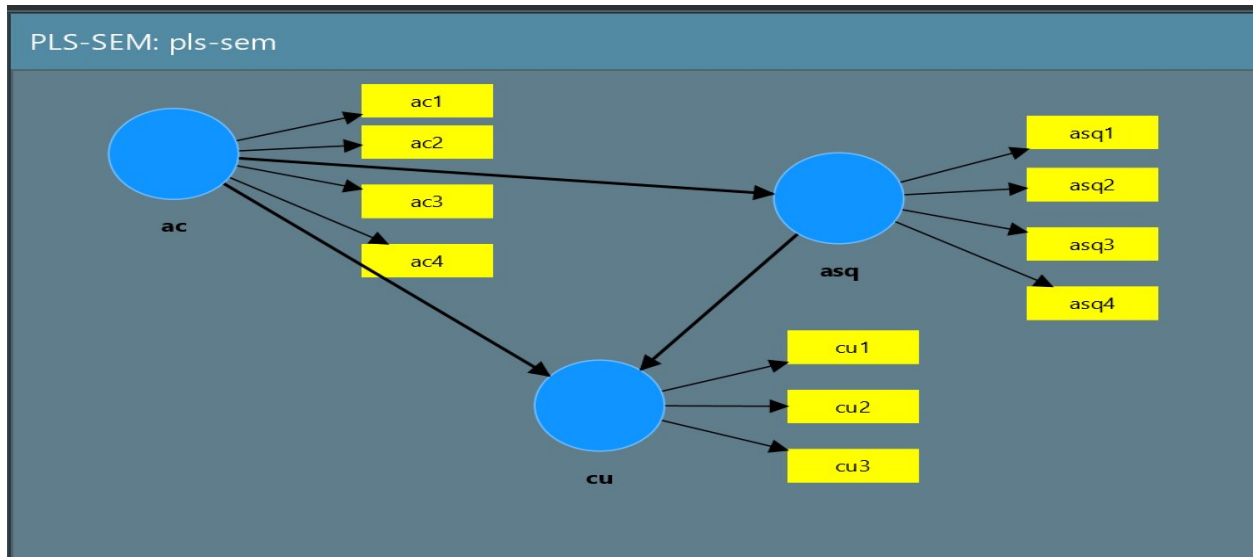 PLS-SEM: pls-sem
ac1
ac2
ac3
ac4
ac
asq1
asq2
asq3
asq4
asq
cu1
cu2
cu3
cu